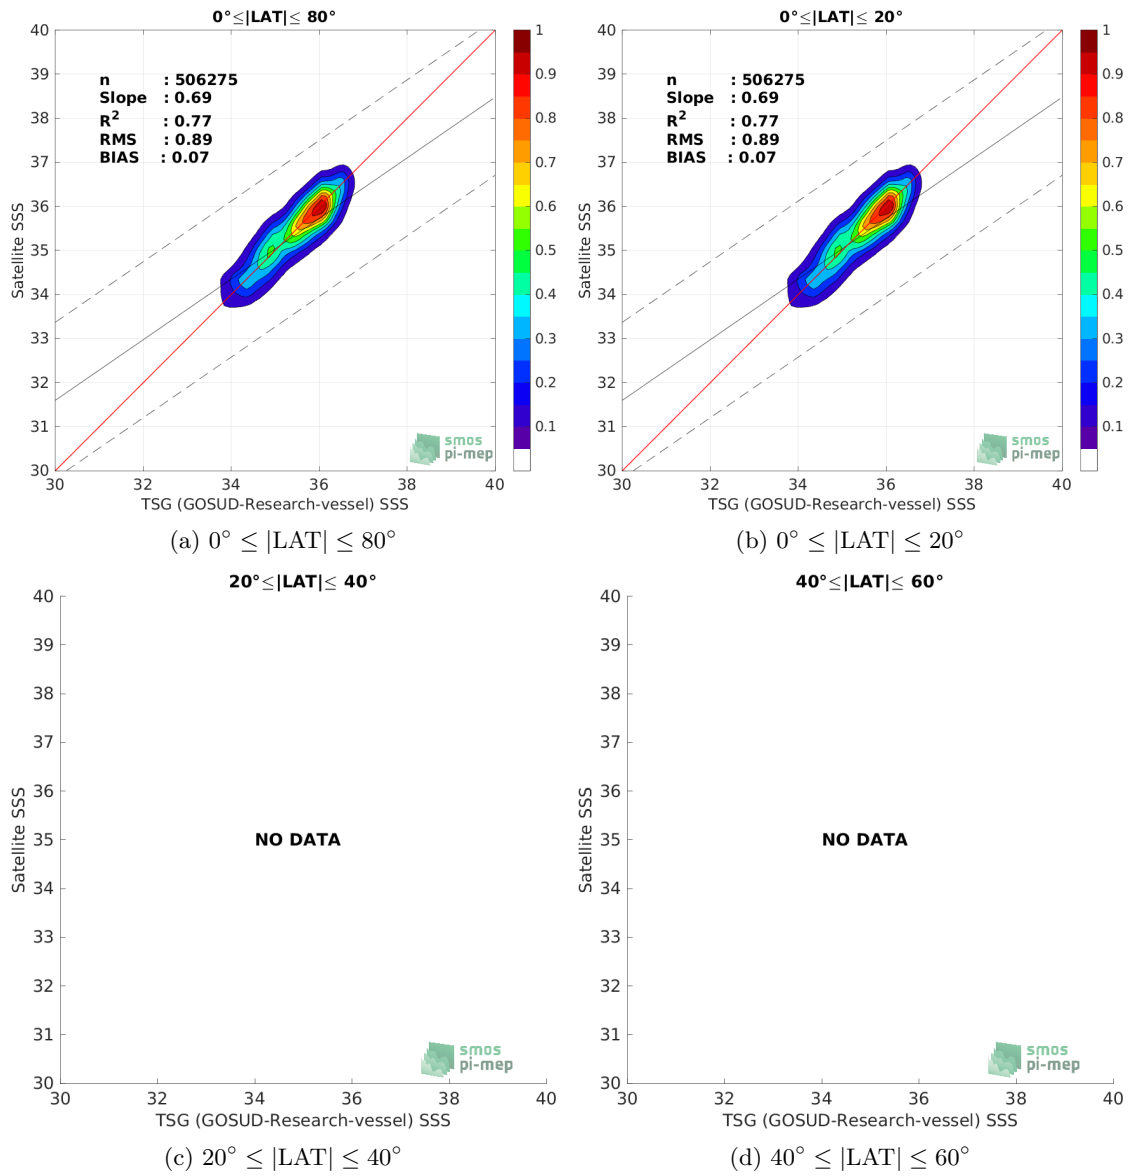 0°≤|LAT|≤ 80°
40
39
38
37
36
35
34
33
32
31
30
Satellite SSS
n : 506275
Slope : 0.69
R² : 0.77
RMS : 0.89
BIAS : 0.07
smos
pi-mep
30 32 34 36 38 40
TSG (GOSUD-Research-vessel) SSS
1
0.9
0.8
0.7
0.6
0.5
0.4
0.3
0.2
0.1
(a) 0° ≤ |LAT| ≤ 80°
0°≤|LAT|≤ 20°
40
39
38
37
36
35
34
33
32
31
30
Satellite SSS
n : 506275
Slope : 0.69
R² : 0.77
RMS : 0.89
BIAS : 0.07
smos
pi-mep
30 32 34 36 38 40
TSG (GOSUD-Research-vessel) SSS
1
0.9
0.8
0.7
0.6
0.5
0.4
0.3
0.2
0.1
(b) 0° ≤ |LAT| ≤ 20°
20°≤|LAT|≤ 40°
40
39
38
37
36
35
34
33
32
31
30
Satellite SSS
NO DATA
smos
pi-mep
30 32 34 36 38 40
TSG (GOSUD-Research-vessel) SSS
(c) 20° ≤ |LAT| ≤ 40°
40°≤|LAT|≤ 60°
40
39
38
37
36
35
34
33
32
31
30
Satellite SSS
NO DATA
smos
pi-mep
30 32 34 36 38 40
TSG (GOSUD-Research-vessel) SSS
(d) 40° ≤ |LAT| ≤ 60°